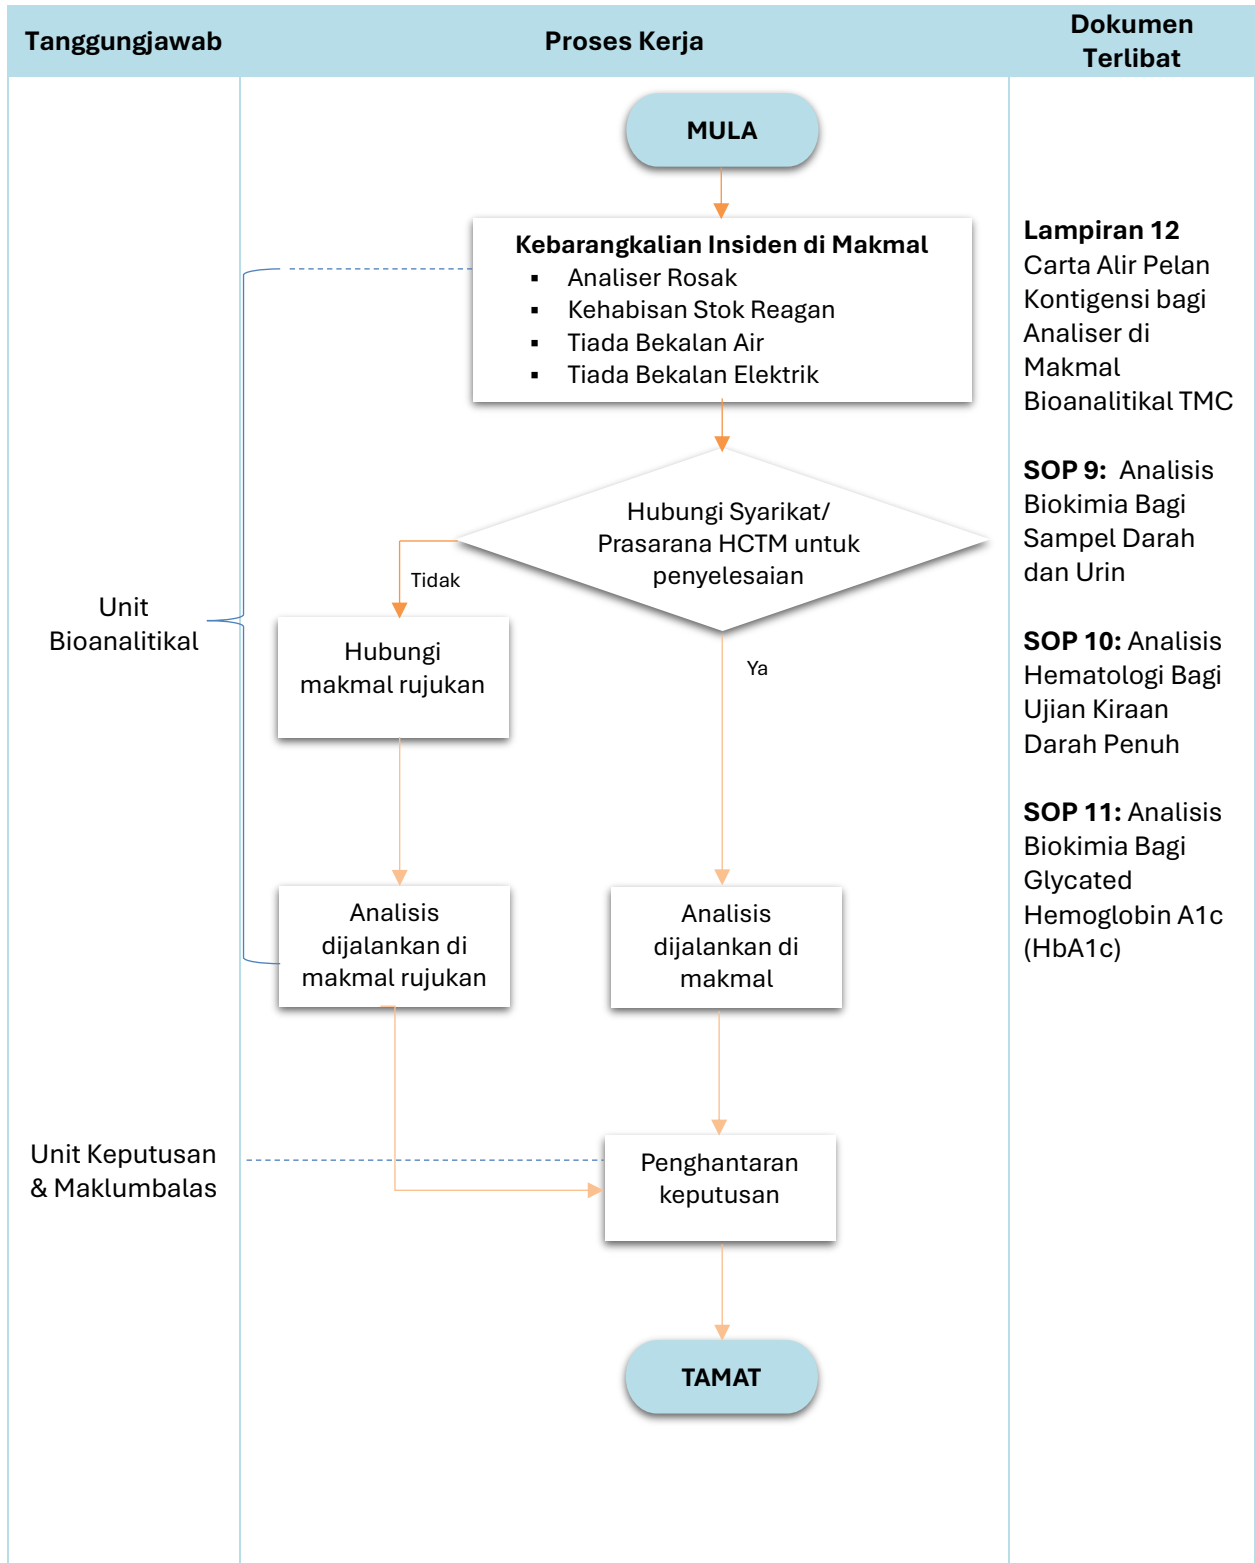 Tanggungjawab
Proses Kerja
Dokumen
Terlibat
MULA
Kebarangkalian Insiden di Makmal
▪ Analiser Rosak
▪ Kehabisan Stok Reagan
▪ Tiada Bekalan Air
▪ Tiada Bekalan Elektrik
Hubungi Syarikat/
Prasarana HCTM untuk
penyelesaian
Tidak
Ya
Unit
Bioanalitikal
Hubungi
makmal rujukan
Analisis
dijalankan di
makmal rujukan
Analisis
dijalankan di
makmal
Unit Keputusan
& Maklumbalas
Penghantaran
keputusan
TAMAT
Lampiran 12
Carta Alir Pelan
Kontigensi bagi
Analiser di
Makmal
Bioanalitikal TMC
SOP 9: Analisis
Biokimia Bagi
Sampel Darah
dan Urin
SOP 10: Analisis
Hematologi Bagi
Ujian Kiraan
Darah Penuh
SOP 11: Analisis
Biokimia Bagi
Glycated
Hemoglobin A1c
(HbA1c)